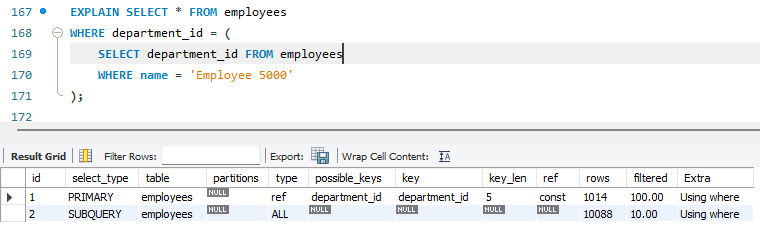 167 EXPLAIN SELECT * FROM employees
168 WHERE department_id = (
169 SELECT department_id FROM employees
170 WHERE name = 'Employee 5000'
171 );
172
Result Grid Filter Rows: Export: Wrap Cell Content: IA
id select_type table partitions type possible_keys key key_len ref rows filtered Extra
1 PRIMARY employees NULL ref department_id department_id 5 const 1014 100.00 Using where
2 SUBQUERY employees NULL ALL NULL NULL NULL NULL 10088 10.00 Using where